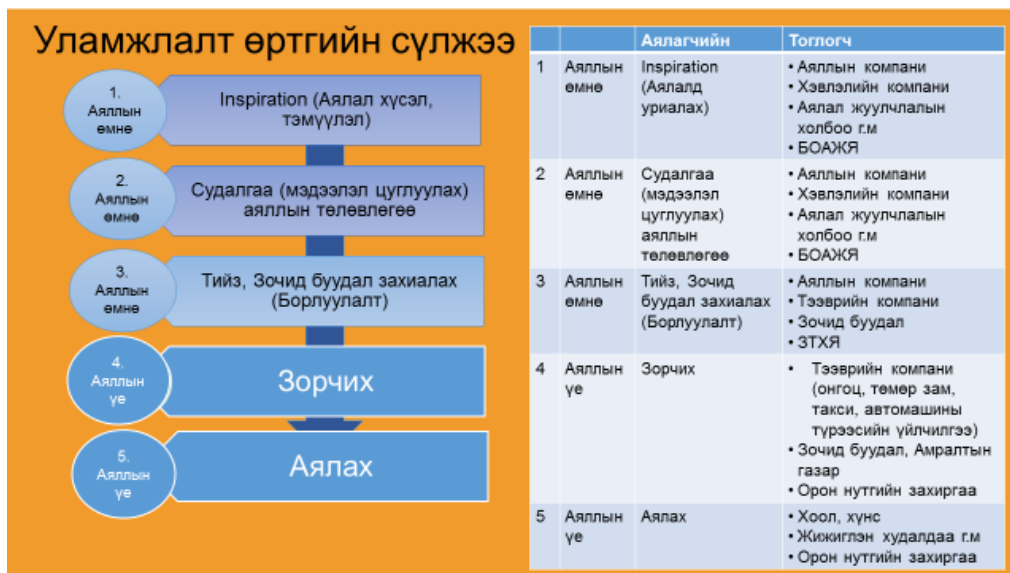 Уламжлалт өртгийн сүлжээ
1.
Аяллын
өмнө
Inspiration (Аялал хүсэл,
тэмүүлэл)
2.
Аяллын
өмнө
Судалгаа (мэдээлэл цуглуулах)
аяллын төлөвлөгөө
3.
Аяллын
өмнө
Тийз, Зочид буудал захиалах
(Борлуулалт)
4.
Аяллын
үе
Зорчих
5.
Аяллын
үе
Аялах
Аялагчийн Тоглогч
1 Аяллын өмнө
Inspiration
(Аялалд
уриалах)
• Аяллын компани
• Хэвлэлийн компани
• Аялал жуулчлалын
холбоо г.м
• БОАЖЯ
2 Аяллын өмнө
Судалгаа
(мэдээлэл
цуглуулах)
аяллын
төлөвлөгөө
• Аяллын компани
• Хэвлэлийн компани
• Аялал жуулчлалын
холбоо г.м
• БОАЖЯ
3 Аяллын өмнө
Тийз, Зочид
буудал захиалах
(Борлуулалт)
• Аяллын компани
• Тээврийн компани
• Зочид буудал
• ЗТХЯ
4 Аяллын үе
Зорчих
• Тээврийн компани
(онгоц, төмөр зам,
такси, автомашины
түрээсийн үйлчилгээ)
• Зочид буудал, Амралтын
газар
• Орон нутгийн захиргаа
5 Аяллын үе
Аялах
• Хоол, хүнс
• Жижиглэн худалдаа г.м
• Орон нутгийн захиргаа